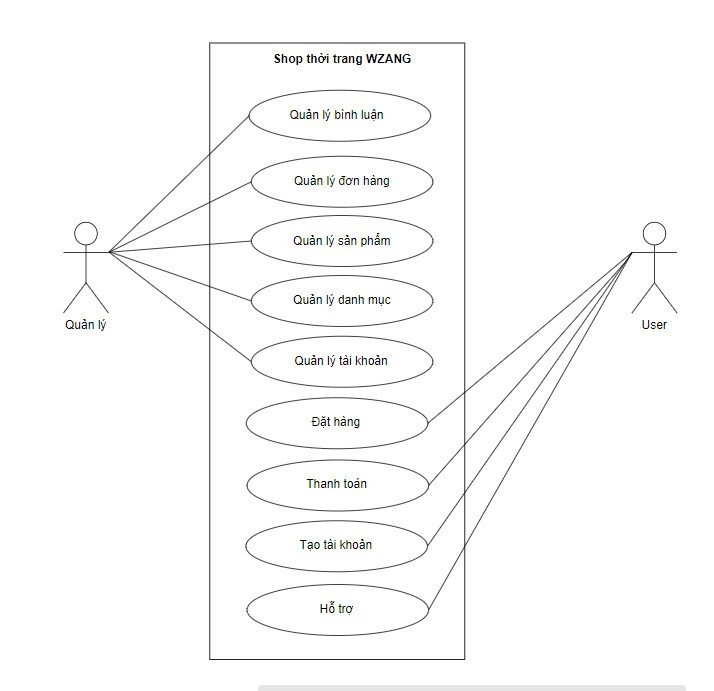 Shop thời trang WZANG
Quản lý bình luận
Quản lý đơn hàng
Quản lý sản phẩm
Quản lý danh mục
Quản lý tài khoản
Đặt hàng
Thanh toán
Tạo tài khoản
Hỗ trợ
Quản lý
User